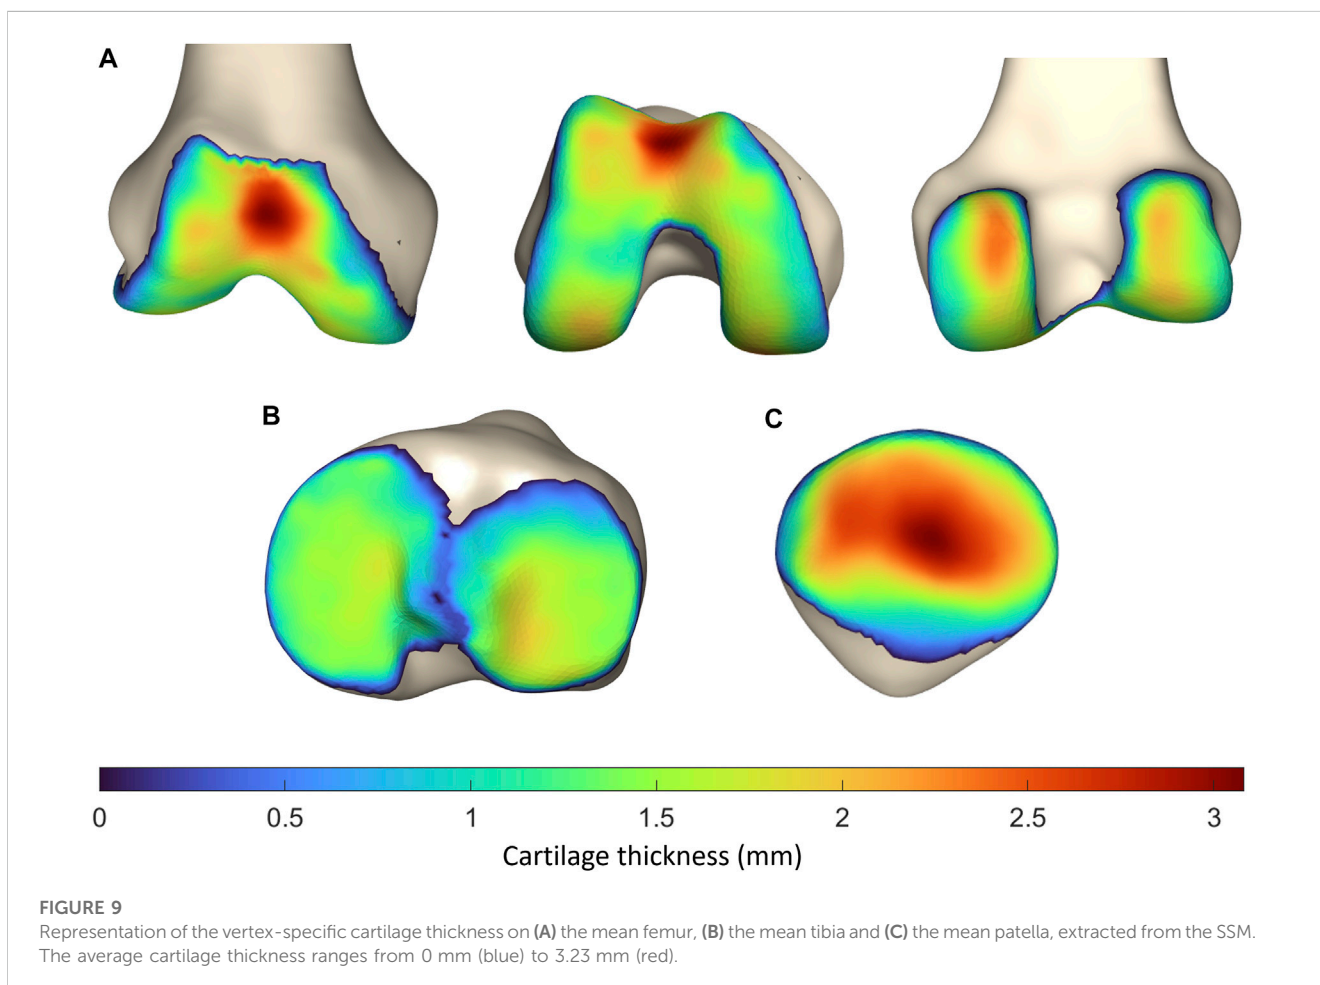 A
B
C
0 0.5 1 1.5 2 2.5 3
Cartilage thickness (mm)
FIGURE 9
Representation of the vertex-specific cartilage thickness on (A) the mean femur, (B) the mean tibia and (C) the mean patella, extracted from the SSM.
The average cartilage thickness ranges from 0 mm (blue) to 3.23 mm (red).